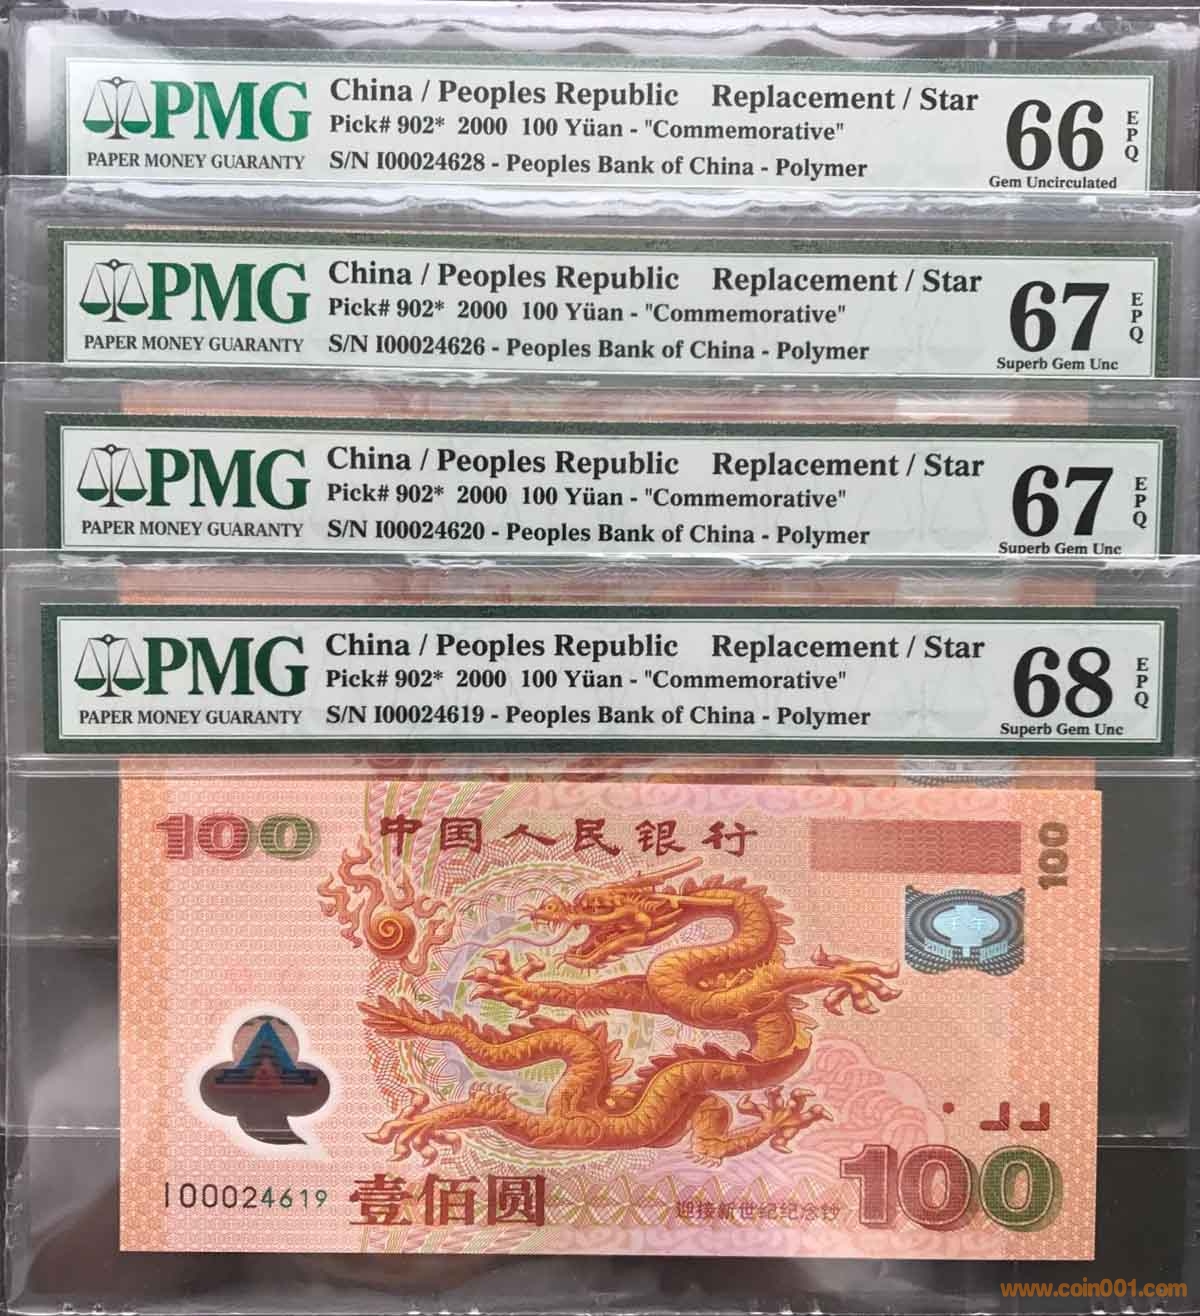 PMG
PAPER MONEY GUARANTY
China / Peoples Republic Replacement / Star
Pick# 902* 2000 100 Yüan - "Commemorative"
S/N I00024628 - Peoples Bank of China - Polymer
66
EPQ
Gem Uncirculated
PMG
PAPER MONEY GUARANTY
China / Peoples Republic Replacement / Star
Pick# 902* 2000 100 Yüan - "Commemorative"
S/N I00024626 - Peoples Bank of China - Polymer
67
EPQ
Superb Gem Unc
PMG
PAPER MONEY GUARANTY
China / Peoples Republic Replacement / Star
Pick# 902* 2000 100 Yüan - "Commemorative"
S/N I00024620 - Peoples Bank of China - Polymer
67
EPQ
Superb Gem Unc
PMG
PAPER MONEY GUARANTY
China / Peoples Republic Replacement / Star
Pick# 902* 2000 100 Yüan - "Commemorative"
S/N I00024619 - Peoples Bank of China - Polymer
68
EPQ
Superb Gem Unc
100 中国人民银行
100
I00024619 壹佰圆
迎接新世纪纪念钞
100
www.coin001.com